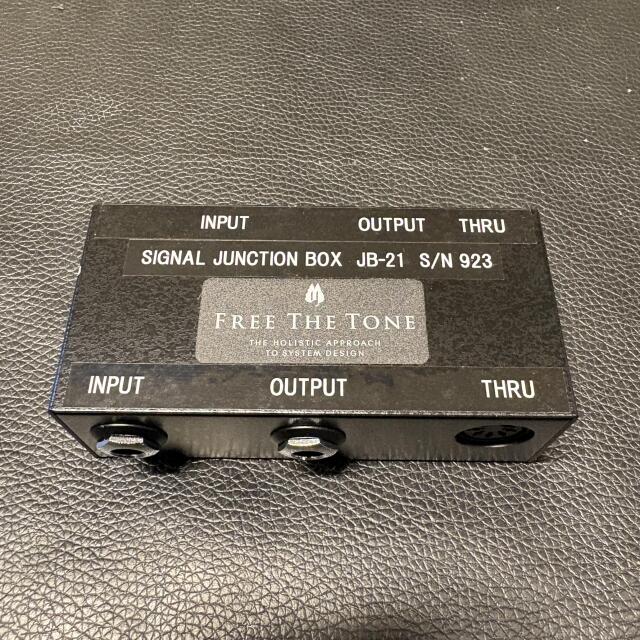 INPUT OUTPUT THRU
SIGNAL JUNCTION BOX JB-21 S/N 923
FREE THE TONE
THE HOLISTIC APPROACH
TO SYSTEM DESIGN
INPUT OUTPUT THRU